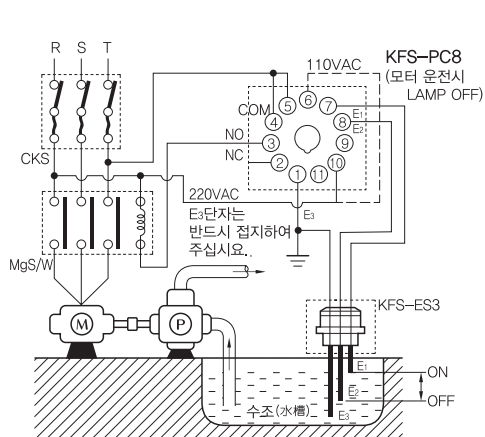 R S T
110VAC
KFS-PC8
(모터 운전시
LAMP OFF)
COM
⑤ ⑥ ⑦
④ ⑧ E1
E2
NO
③ ⑨
NC
② ⑩
① ⑪
CKS
220VAC
E3단자는
반드시 접지하여
주십시요..
E3
MgS/W
M
P
KFS-ES3
E1
E2
E3
ON
OFF
수조(水槽)